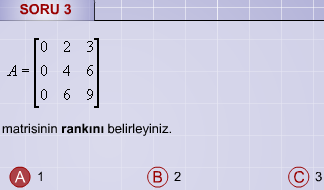 SORU 3
0 2 3
A = 0 4 6
0 6 9
matrisinin rankını belirleyiniz.
A 1 B 2 C 3